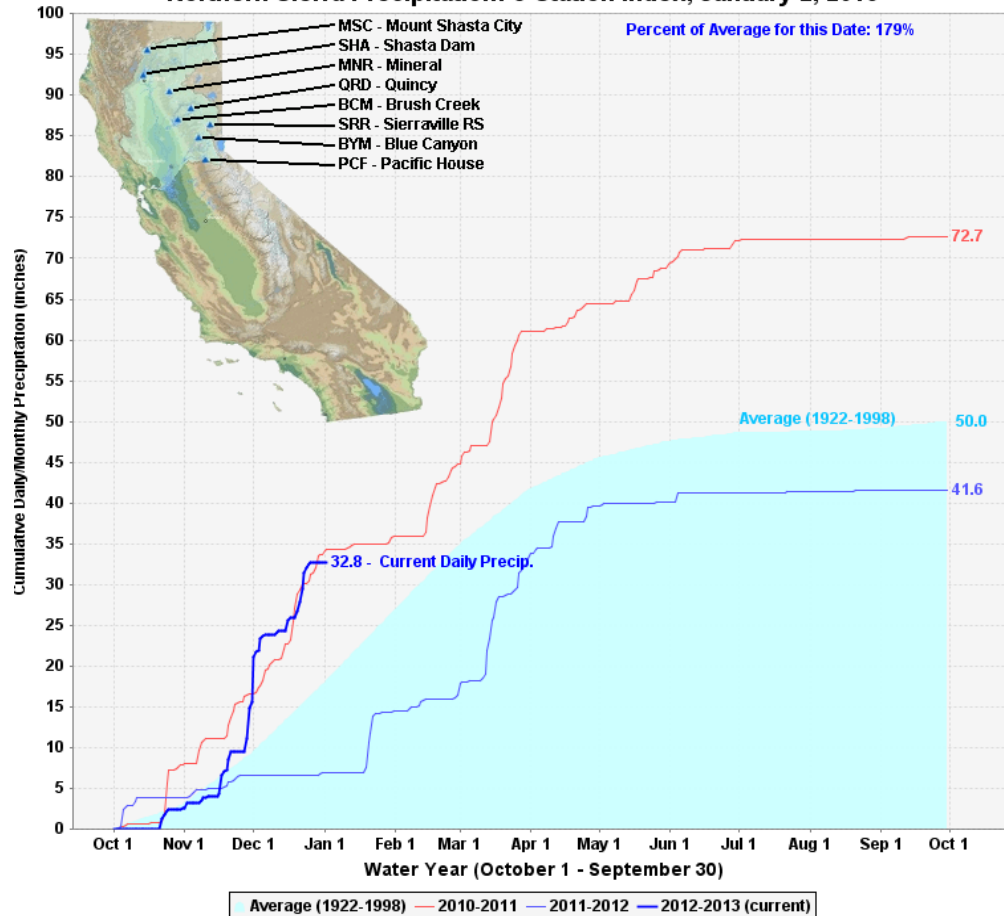 Percent of Average for this Date: 179%
MSC - Mount Shasta City
SHA - Shasta Dam
MNR - Mineral
QRD - Quincy
BCM - Brush Creek
SRR - Sierraville RS
BYM - Blue Canyon
PCF - Pacific House
100
95
90
85
80
75
70
65
60
55
50
45
40
35
30
25
20
15
10
5
0
Cumulative Daily/Monthly Precipitation (inches)
72.7
Average (1922-1998)
50.0
41.6
32.8 - Current Daily Precip.
Oct 1 Nov 1 Dec 1 Jan 1 Feb 1 Mar 1 Apr 1 May 1 Jun 1 Jul 1 Aug 1 Sep 1 Oct 1
Water Year (October 1 - September 30)
Average (1922-1998) 2010-2011 2011-2012 2012-2013 (current)